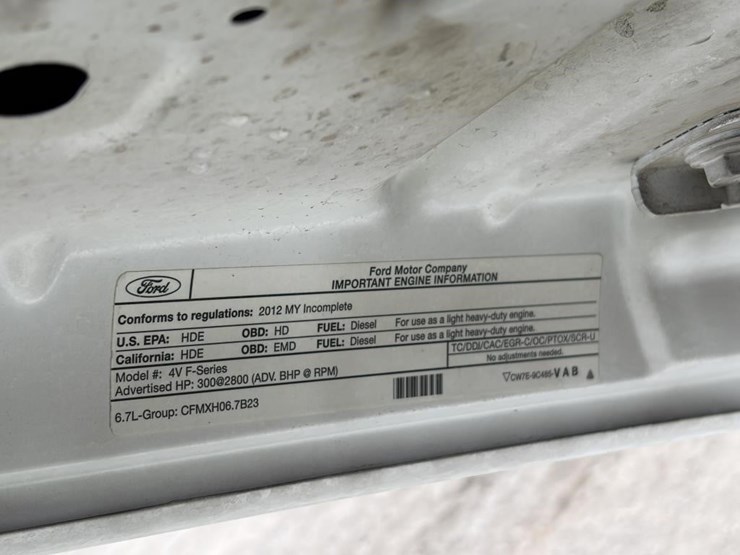 Ford
Ford Motor Company
IMPORTANT ENGINE INFORMATION
Conforms to regulations: 2012 MY Incomplete
U.S. EPA: HDE OBD: HD FUEL: Diesel For use as a light heavy-duty engine.
California: HDE OBD: EMD FUEL: Diesel For use as a light heavy-duty engine.
Model #: 4V F-Series TC/DDI/CAC/EGR-C/OC/PTOX/SCR-U
Advertised HP: 300@2800 (ADV. BHP @ RPM) No adjustments needed.
6.7L-Group: CFMXH06.7B23 CW7E-9C485-VAB